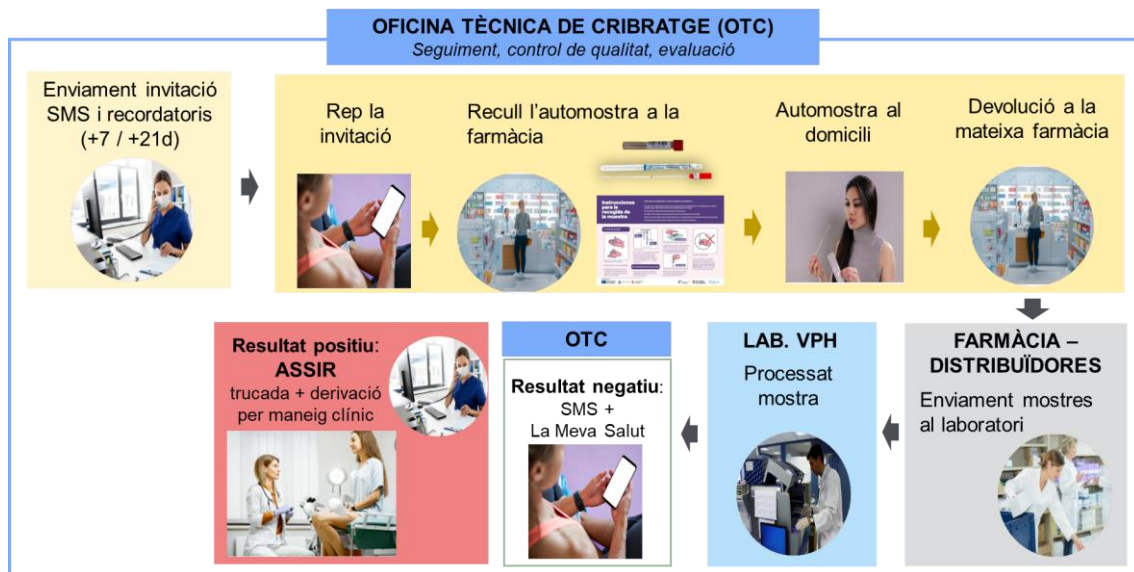 OFICINA TÈCNICA DE CRIBRATGE (OTC)
Seguiment, control de qualitat, evaluació
Enviament invitació
SMS i recordatoris
(+7 / +21d)
Rep la
invitació
Recull l’automostra a la
farmàcia
Instrucciones
para la
recogida de
la muestra
Automostra al
domicili
Devolució a la
mateixa farmàcia
Resultat positiu:
ASSIR
trucada + derivació
per maneig clínic
OTC
Resultat negatiu:
SMS +
La Meva Salut
LAB. VPH
Processat
mostra
FARMÀCIA –
DISTRIBUÏDORES
Enviament mostres
al laboratori